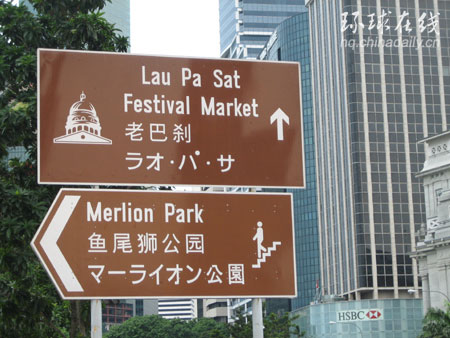 环球在线
hq.chinadaily.cn
Lau Pa Sat
Festival Market
老巴刹
ラオ・パ・サ
Merlion Park
鱼尾狮公园
マーライオン公園
HSBC